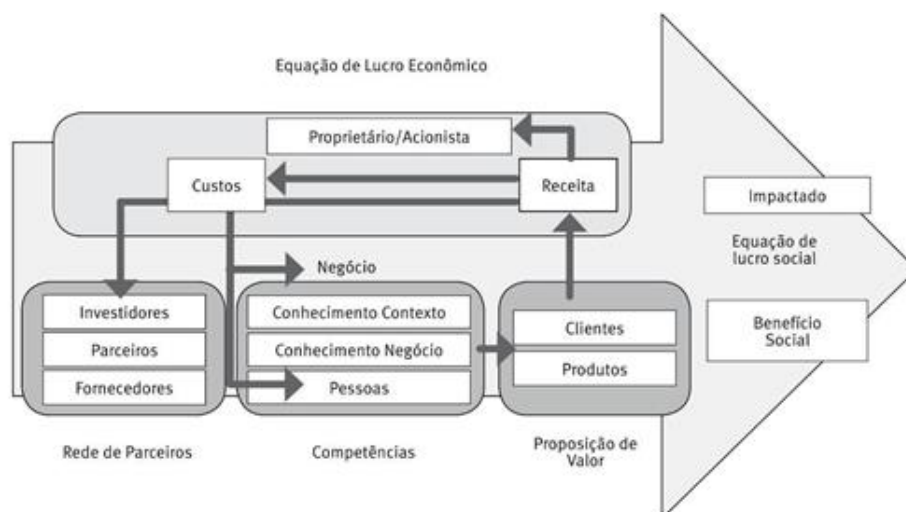 Equação de Lucro Econômico
Proprietário/Acionista
Custos
Receita
Impactado
Equação de
lucro social
Benefício
Social
Negócio
Investidores
Parceiros
Fornecedores
Conhecimento Contexto
Conhecimento Negócio
Pessoas
Clientes
Produtos
Rede de Parceiros
Competências
Proposição de
Valor